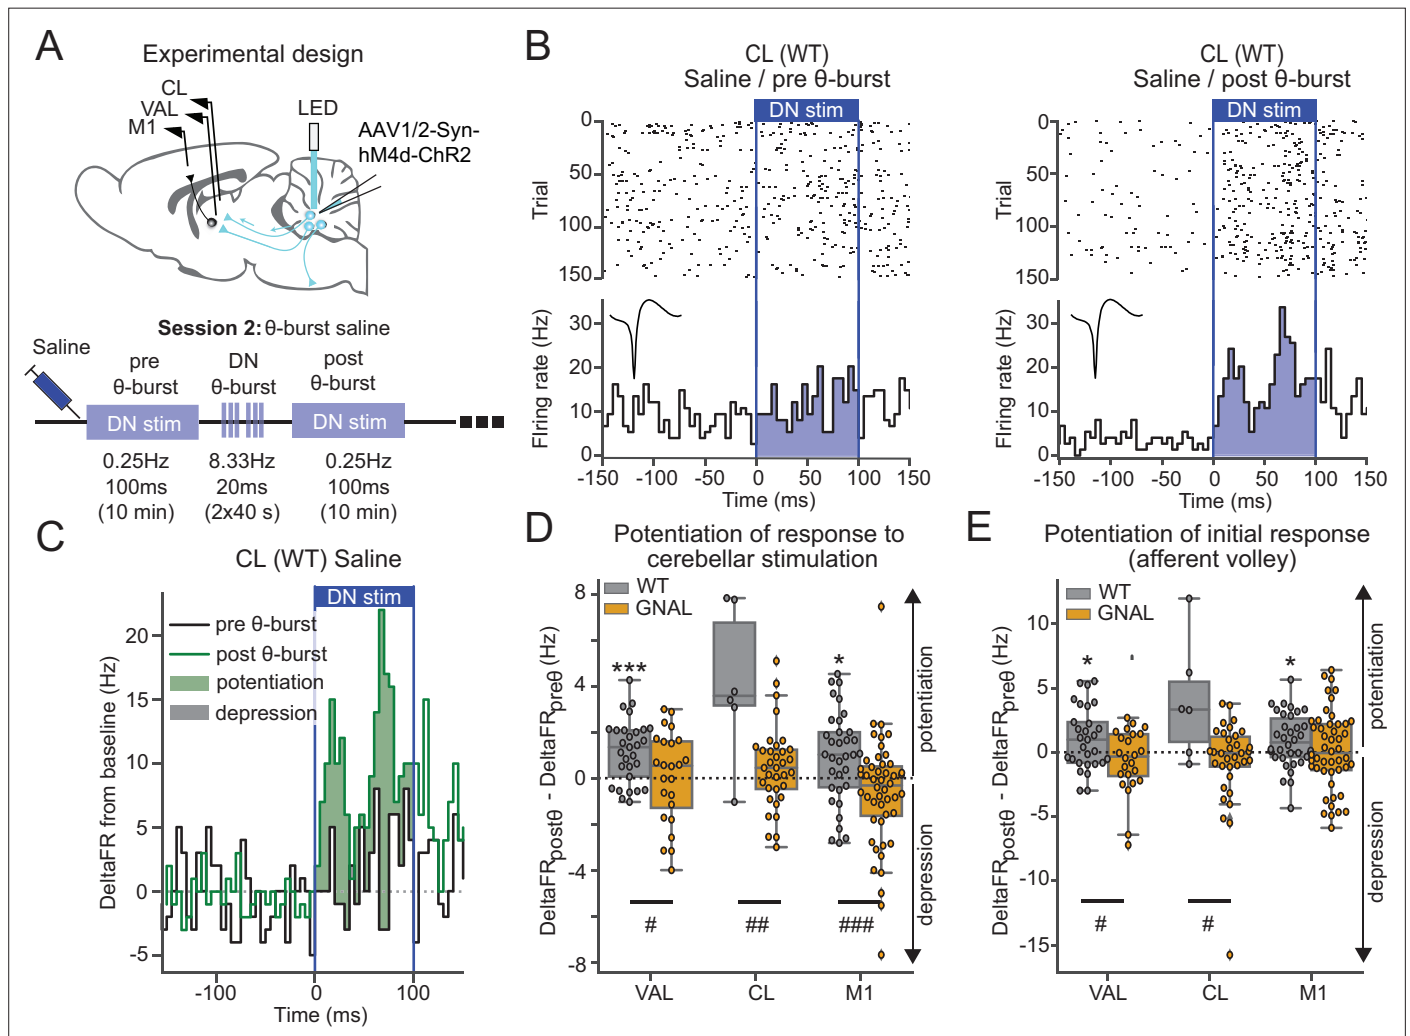 A
Experimental design
CL
VAL
M1
LED
AAV1/2-Syn-
hM4d-ChR2
Session 2: θ-burst saline
Saline
pre
θ-burst
DN
θ-burst
post
θ-burst
DN stim
DN stim
0.25Hz
100ms
(10 min)
8.33Hz
20ms
(2x40 s)
0.25Hz
100ms
(10 min)
B
CL (WT)
Saline / pre θ-burst
DN stim
Trial
0
50
100
150
FIring rate (Hz)
30
20
10
0
-150
-100
-50
0
50
100
150
Time (ms)
CL (WT)
Saline / post θ-burst
DN stim
Trial
0
50
100
150
FIring rate (Hz)
30
20
10
0
-150
-100
-50
0
50
100
150
Time (ms)
C
CL (WT) Saline
DN stim
pre θ-burst
post θ-burst
potentiation
depression
DeltaFR from baseline (Hz)
20
15
10
5
0
-5
-100
0
100
Time (ms)
D
Potentiation of response to
cerebellar stimulation
WT
GNAL
DeltaFRpostθ - DeltaFRpreθ (Hz)
8
4
0
-4
-8
***
*
#
##
###
VAL
CL
M1
potentiation
depression
E
Potentiation of initial response
(afferent volley)
WT
GNAL
DeltaFRpostθ - DeltaFRpreθ (Hz)
10
5
0
-5
-10
-15
*
*
#
#
VAL
CL
M1
potentiation
depression